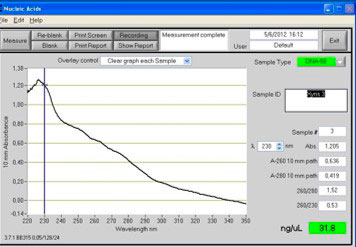 Nucleic Acids
File Edit Help
Measure Re-blank Print Screen Recording Measurement complete 5/6/2012 16:12 Exit
Blank Print Report Show Report User Default
Overlay control Clear graph each Sample Sample Type DNA-50
1,38
1,20
1,00
0,80
0,60
0,40
0,20
0,00
-0,14
10 mm Absorbance
220 230 240 250 260 270 280 290 300 310 320 330 340 350
Wavelength nm
Sample ID
Sample # 3
λ 230 nm Abs. 1,205
A-260 10 mm path 0,636
A-280 10 mm path 0,419
260/280 1,52
260/230 0,53
ng/uL 31,8